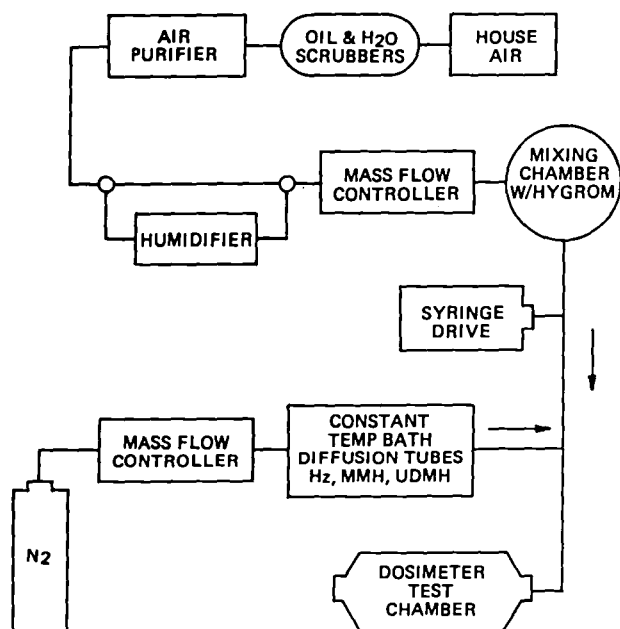 AIR
PURIFIER
OIL & H2O
SCRUBBERS
HOUSE
AIR
MASS FLOW
CONTROLLER
MIXING
CHAMBER
W/HYGROM
HUMIDIFIER
SYRINGE
DRIVE
MASS FLOW
CONTROLLER
CONSTANT
TEMP BATH
DIFFUSION TUBES
Hz, MMH, UDMH
N2
DOSIMETER
TEST
CHAMBER